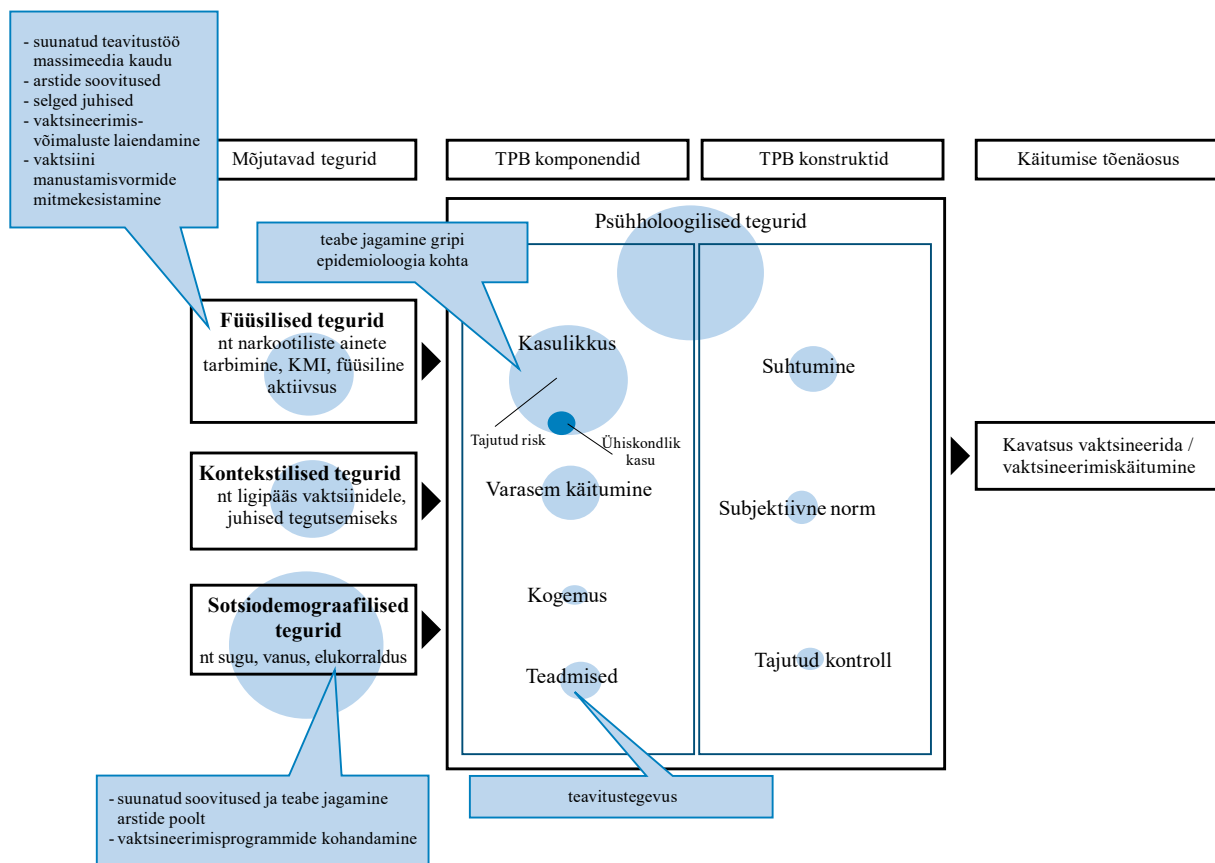 - suunatud teavitustöö
massimeedia kaudu
- arstide soovitused
- selged juhised
- vaktsineerimis-
võimaluste laiendamine
- vaktsiini
manustamisvormide
mitmekesistamine
Mõjutavad tegurid
TPB komponendid
TPB konstruktid
Käitumise tõenäosus
Psühholoogilised tegurid
teabe jagamine gripi
epidemioloogia kohta
Füüsilised tegurid
nt narkootiliste ainete
tarbimine, KMI, füüsiline
aktiivsus
Kasulikkus
Tajutud risk
Ühiskondlik
kasu
Suhtumine
Kontekstilised tegurid
nt ligipääs vaktsiinidele,
juhised tegutsemiseks
Varasem käitumine
Subjektiivne norm
Kavatsus vaktsineerida /
vaktsineerimiskäitumine
Sotsiodemograafilised
tegurid
nt sugu, vanus, elukorraldus
Kogemus
Teadmised
Tajutud kontroll
- suunatud soovitused ja teabe jagamine
arstide poolt
- vaktsineerimisprogrammide kohandamine
teavitustegevus